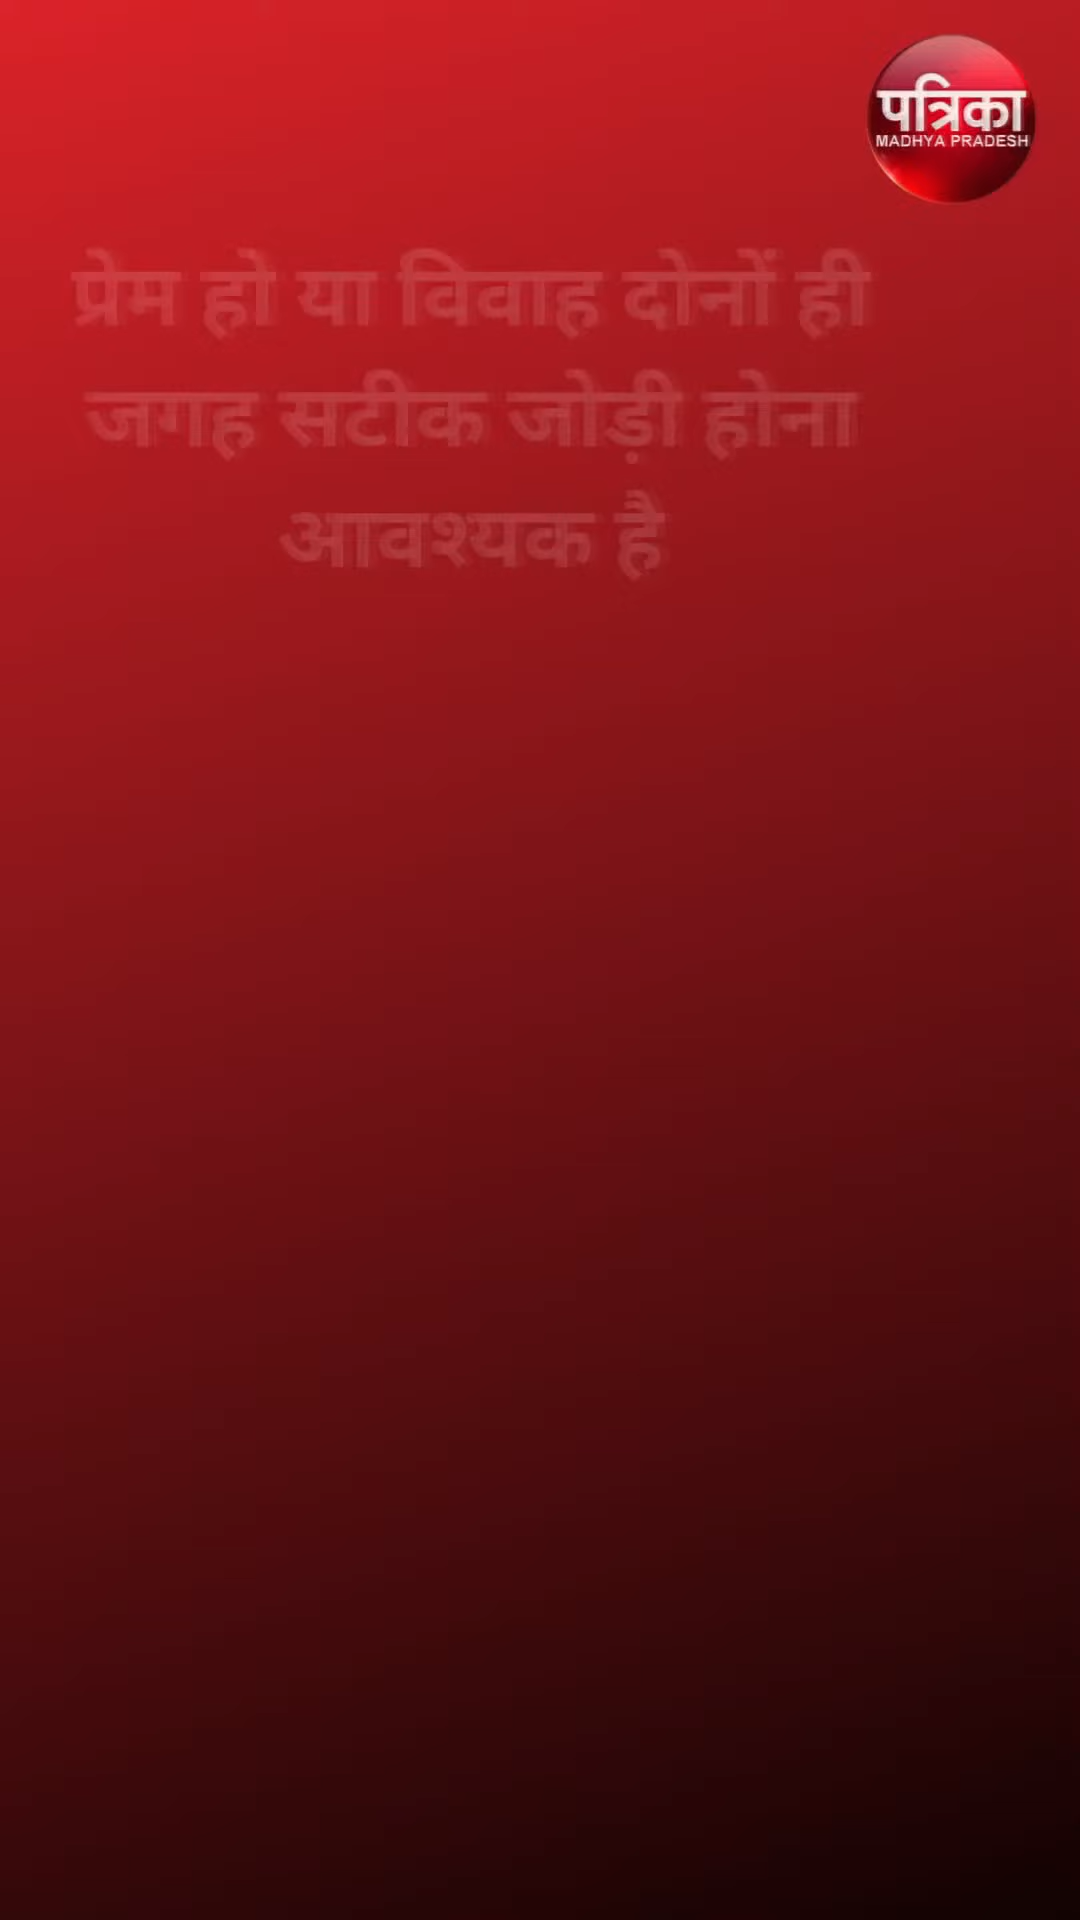 पत्रिका
MADHYA PRADESH
प्रेम हो या विवाह दोनों ही
जगह सटीक जोड़ी होना
आवश्यक है